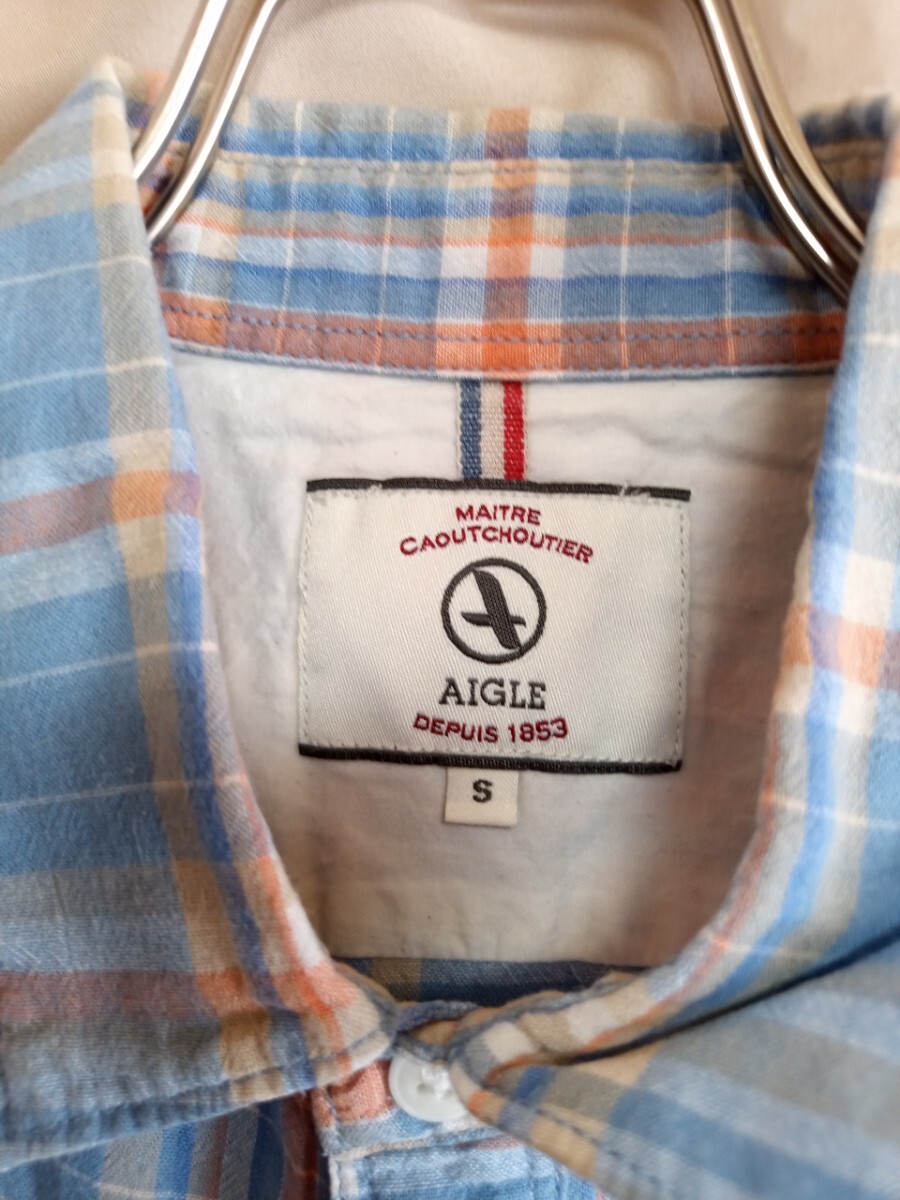 MAITRE
CAOUTCHOUTIER
AIGLE
DEPUIS 1853
S